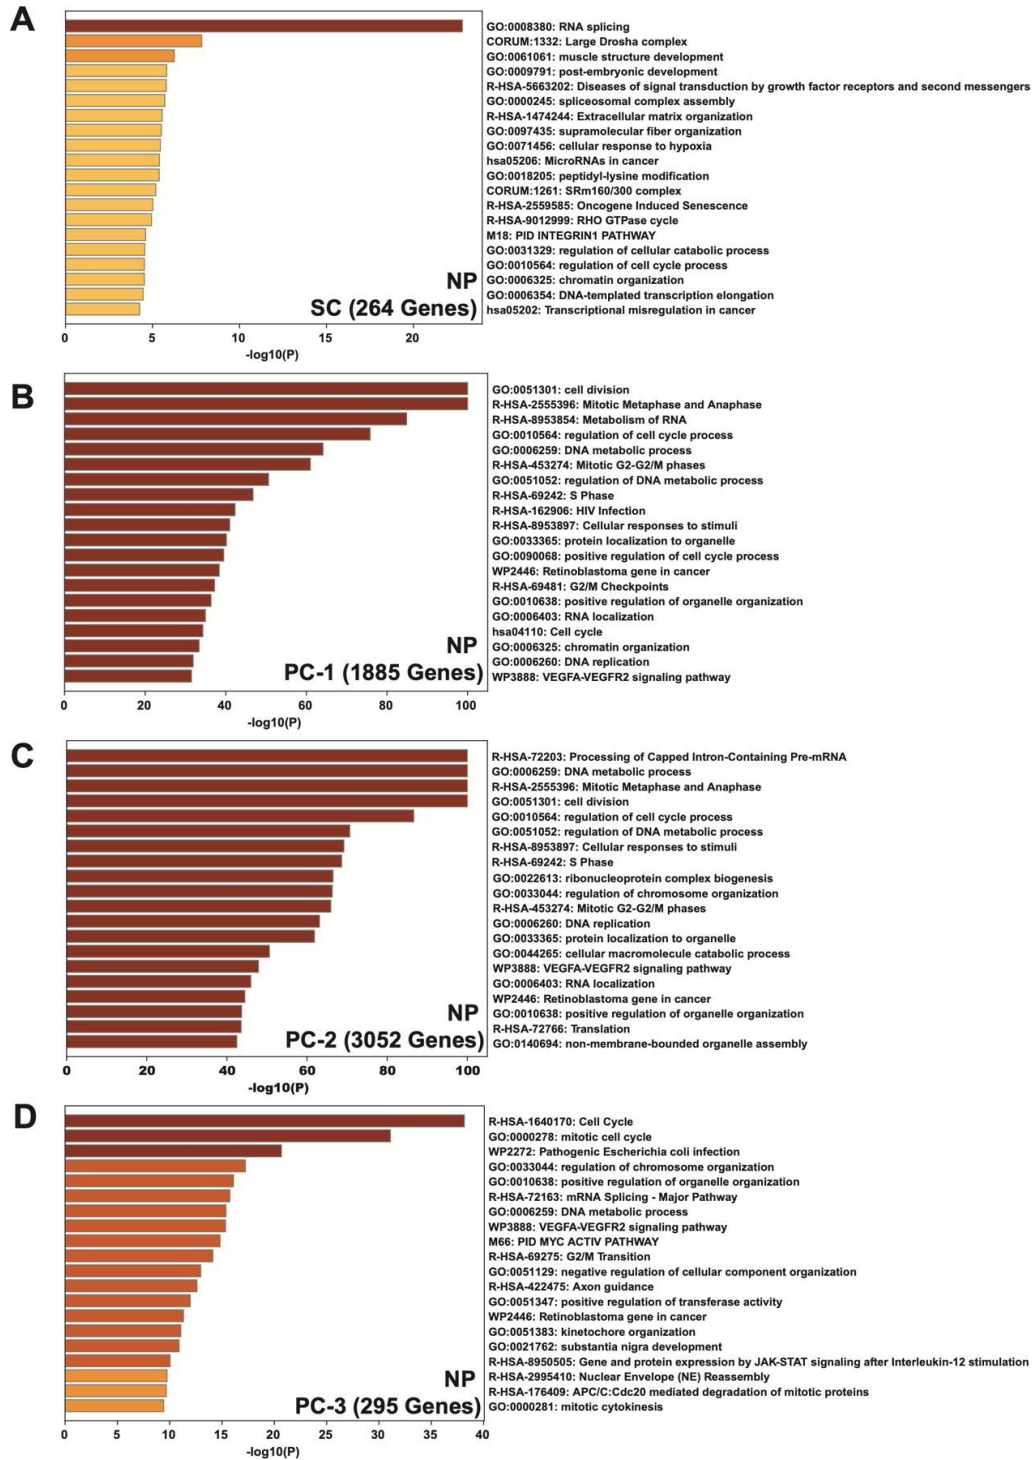 A
GO:0008380: RNA splicing
CORUM:1332: Large Drosha complex
GO:0061061: muscle structure development
GO:0009791: post-embryonic development
R-HSA-5663202: Diseases of signal transduction by growth factor receptors and second messengers
GO:0000245: spliceosomal complex assembly
R-HSA-1474244: Extracellular matrix organization
GO:0097435: supramolecular fiber organization
GO:0071456: cellular response to hypoxia
hsa05206: MicroRNAs in cancer
GO:0018205: peptidyl-lysine modification
CORUM:1261: SRm160/300 complex
R-HSA-2559585: Oncogene Induced Senescence
R-HSA-9012999: RHO GTPase cycle
M18: PID INTEGRIN1 PATHWAY
GO:0031329: regulation of cellular catabolic process
GO:0010564: regulation of cell cycle process
GO:0006325: chromatin organization
GO:0006354: DNA-templated transcription elongation
hsa05202: Transcriptional misregulation in cancer
NP
SC (264 Genes)
0 5 10 15 20
-log10(P)
B
GO:0051301: cell division
R-HSA-2555396: Mitotic Metaphase and Anaphase
R-HSA-8953854: Metabolism of RNA
GO:0010564: regulation of cell cycle process
GO:0006259: DNA metabolic process
R-HSA-453274: Mitotic G2-G2/M phases
GO:0051052: regulation of DNA metabolic process
R-HSA-69242: S Phase
R-HSA-162906: HIV Infection
R-HSA-8953897: Cellular responses to stimuli
GO:0033365: protein localization to organelle
GO:0090068: positive regulation of cell cycle process
WP2446: Retinoblastoma gene in cancer
R-HSA-69481: G2/M Checkpoints
GO:0010638: positive regulation of organelle organization
GO:0006403: RNA localization
hsa04110: Cell cycle
GO:0006325: chromatin organization
GO:0006260: DNA replication
WP3888: VEGFA-VEGFR2 signaling pathway
NP
PC-1 (1885 Genes)
0 20 40 60 80 100
-log10(P)
C
R-HSA-72203: Processing of Capped Intron-Containing Pre-mRNA
GO:0006259: DNA metabolic process
R-HSA-2555396: Mitotic Metaphase and Anaphase
GO:0051301: cell division
GO:0010564: regulation of cell cycle process
GO:0051052: regulation of DNA metabolic process
R-HSA-8953897: Cellular responses to stimuli
R-HSA-69242: S Phase
GO:0022613: ribonucleoprotein complex biogenesis
GO:0033044: regulation of chromosome organization
R-HSA-453274: Mitotic G2-G2/M phases
GO:0006260: DNA replication
GO:0033365: protein localization to organelle
GO:0044265: cellular macromolecule catabolic process
WP3888: VEGFA-VEGFR2 signaling pathway
GO:0006403: RNA localization
WP2446: Retinoblastoma gene in cancer
GO:0010638: positive regulation of organelle organization
R-HSA-72766: Translation
GO:0140694: non-membrane-bounded organelle assembly
NP
PC-2 (3052 Genes)
0 20 40 60 80 100
-log10(P)
D
R-HSA-1640170: Cell Cycle
GO:0000278: mitotic cell cycle
WP2272: Pathogenic Escherichia coli infection
GO:0033044: regulation of chromosome organization
GO:0010638: positive regulation of organelle organization
R-HSA-72163: mRNA Splicing - Major Pathway
GO:0006259: DNA metabolic process
WP3888: VEGFA-VEGFR2 signaling pathway
M66: PID MYC ACTIV PATHWAY
R-HSA-69275: G2/M Transition
GO:0051129: negative regulation of cellular component organization
R-HSA-422475: Axon guidance
GO:0051347: positive regulation of transferase activity
WP2446: Retinoblastoma gene in cancer
GO:0051383: kinetochore organization
GO:0021762: substantia nigra development
R-HSA-8950505: Gene and protein expression by JAK-STAT signaling after Interleukin-12 stimulation
R-HSA-2995410: Nuclear Envelope (NE) Reassembly
R-HSA-176409: APC/C:Cdc20 mediated degradation of mitotic proteins
GO:0000281: mitotic cytokinesis
NP
PC-3 (295 Genes)
0 5 10 15 20 25 30 35 40
-log10(P)